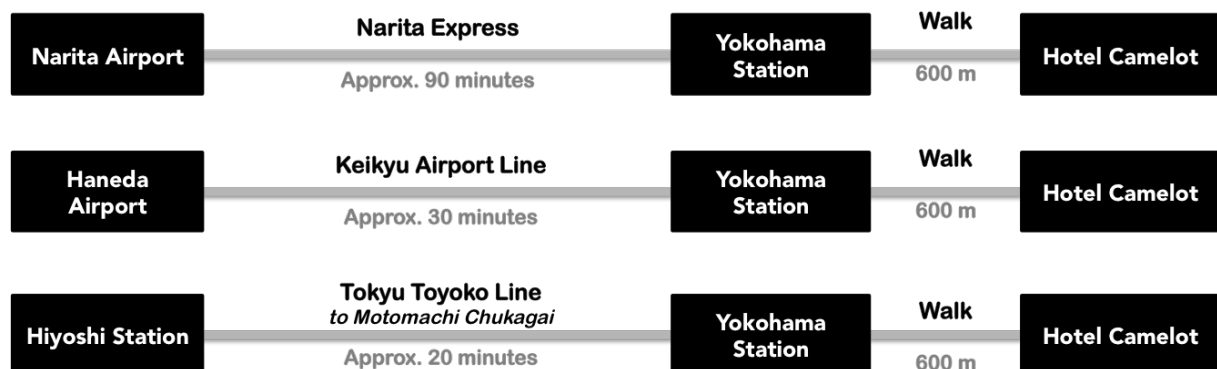 Narita Airport
Narita Express
Approx. 90 minutes
Yokohama
Station
Walk
600 m
Hotel Camelot
Haneda
Airport
Keikyu Airport Line
Approx. 30 minutes
Yokohama
Station
Walk
600 m
Hotel Camelot
Hiyoshi Station
Tokyu Toyoko Line
to Motomachi Chukagai
Approx. 20 minutes
Yokohama
Station
Walk
600 m
Hotel Camelot